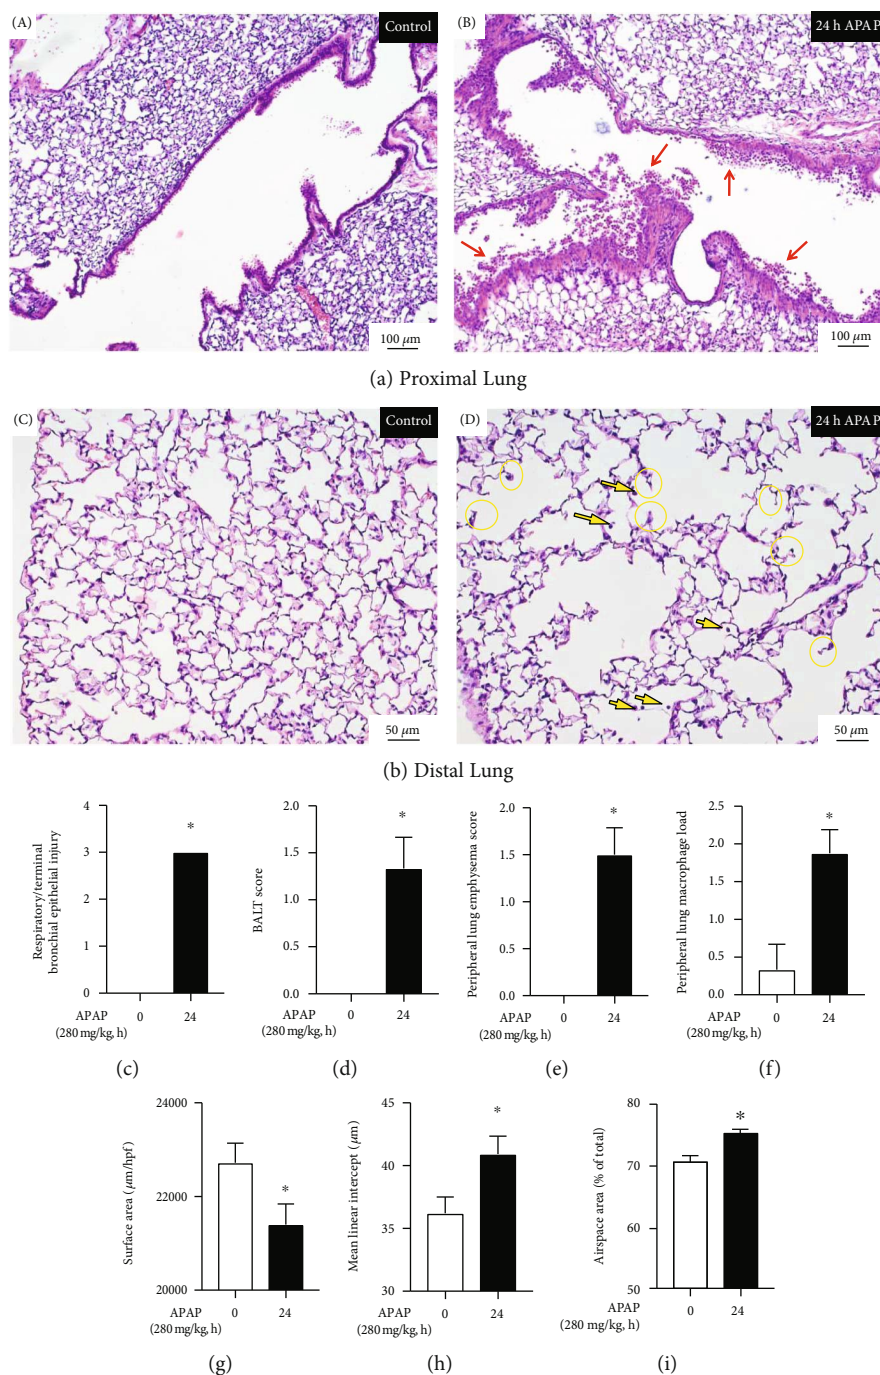 (A)
Control
100 μm
(B)
24 h APAP
100 μm
(a) Proximal Lung
(C)
Control
50 μm
(D)
24 h APAP
50 μm
(b) Distal Lung
Respiratory/terminal
bronchial epithelial injury
4
3
2
1
0
*
0
24
APAP
(280 mg/kg, h)
(c)
BALT score
2.0
1.5
1.0
0.5
0.0
*
0
24
APAP
(280 mg/kg, h)
(d)
Peripheral lung emphysema score
2.0
1.5
1.0
0.5
0.0
*
0
24
APAP
(280 mg/kg, h)
(e)
Peripheral lung macrophage load
2.5
2.0
1.5
1.0
0.5
0.0
*
0
24
APAP
(280 mg/kg, h)
(f)
Surface area (μm/hpf)
24000
22000
20000
*
0
24
APAP
(280 mg/kg, h)
(g)
Mean linear intercept (μm)
45
40
35
30
*
0
24
APAP
(280 mg/kg, h)
(h)
Airspace area (% of total)
80
70
60
50
*
0
24
APAP
(280 mg/kg, h)
(i)